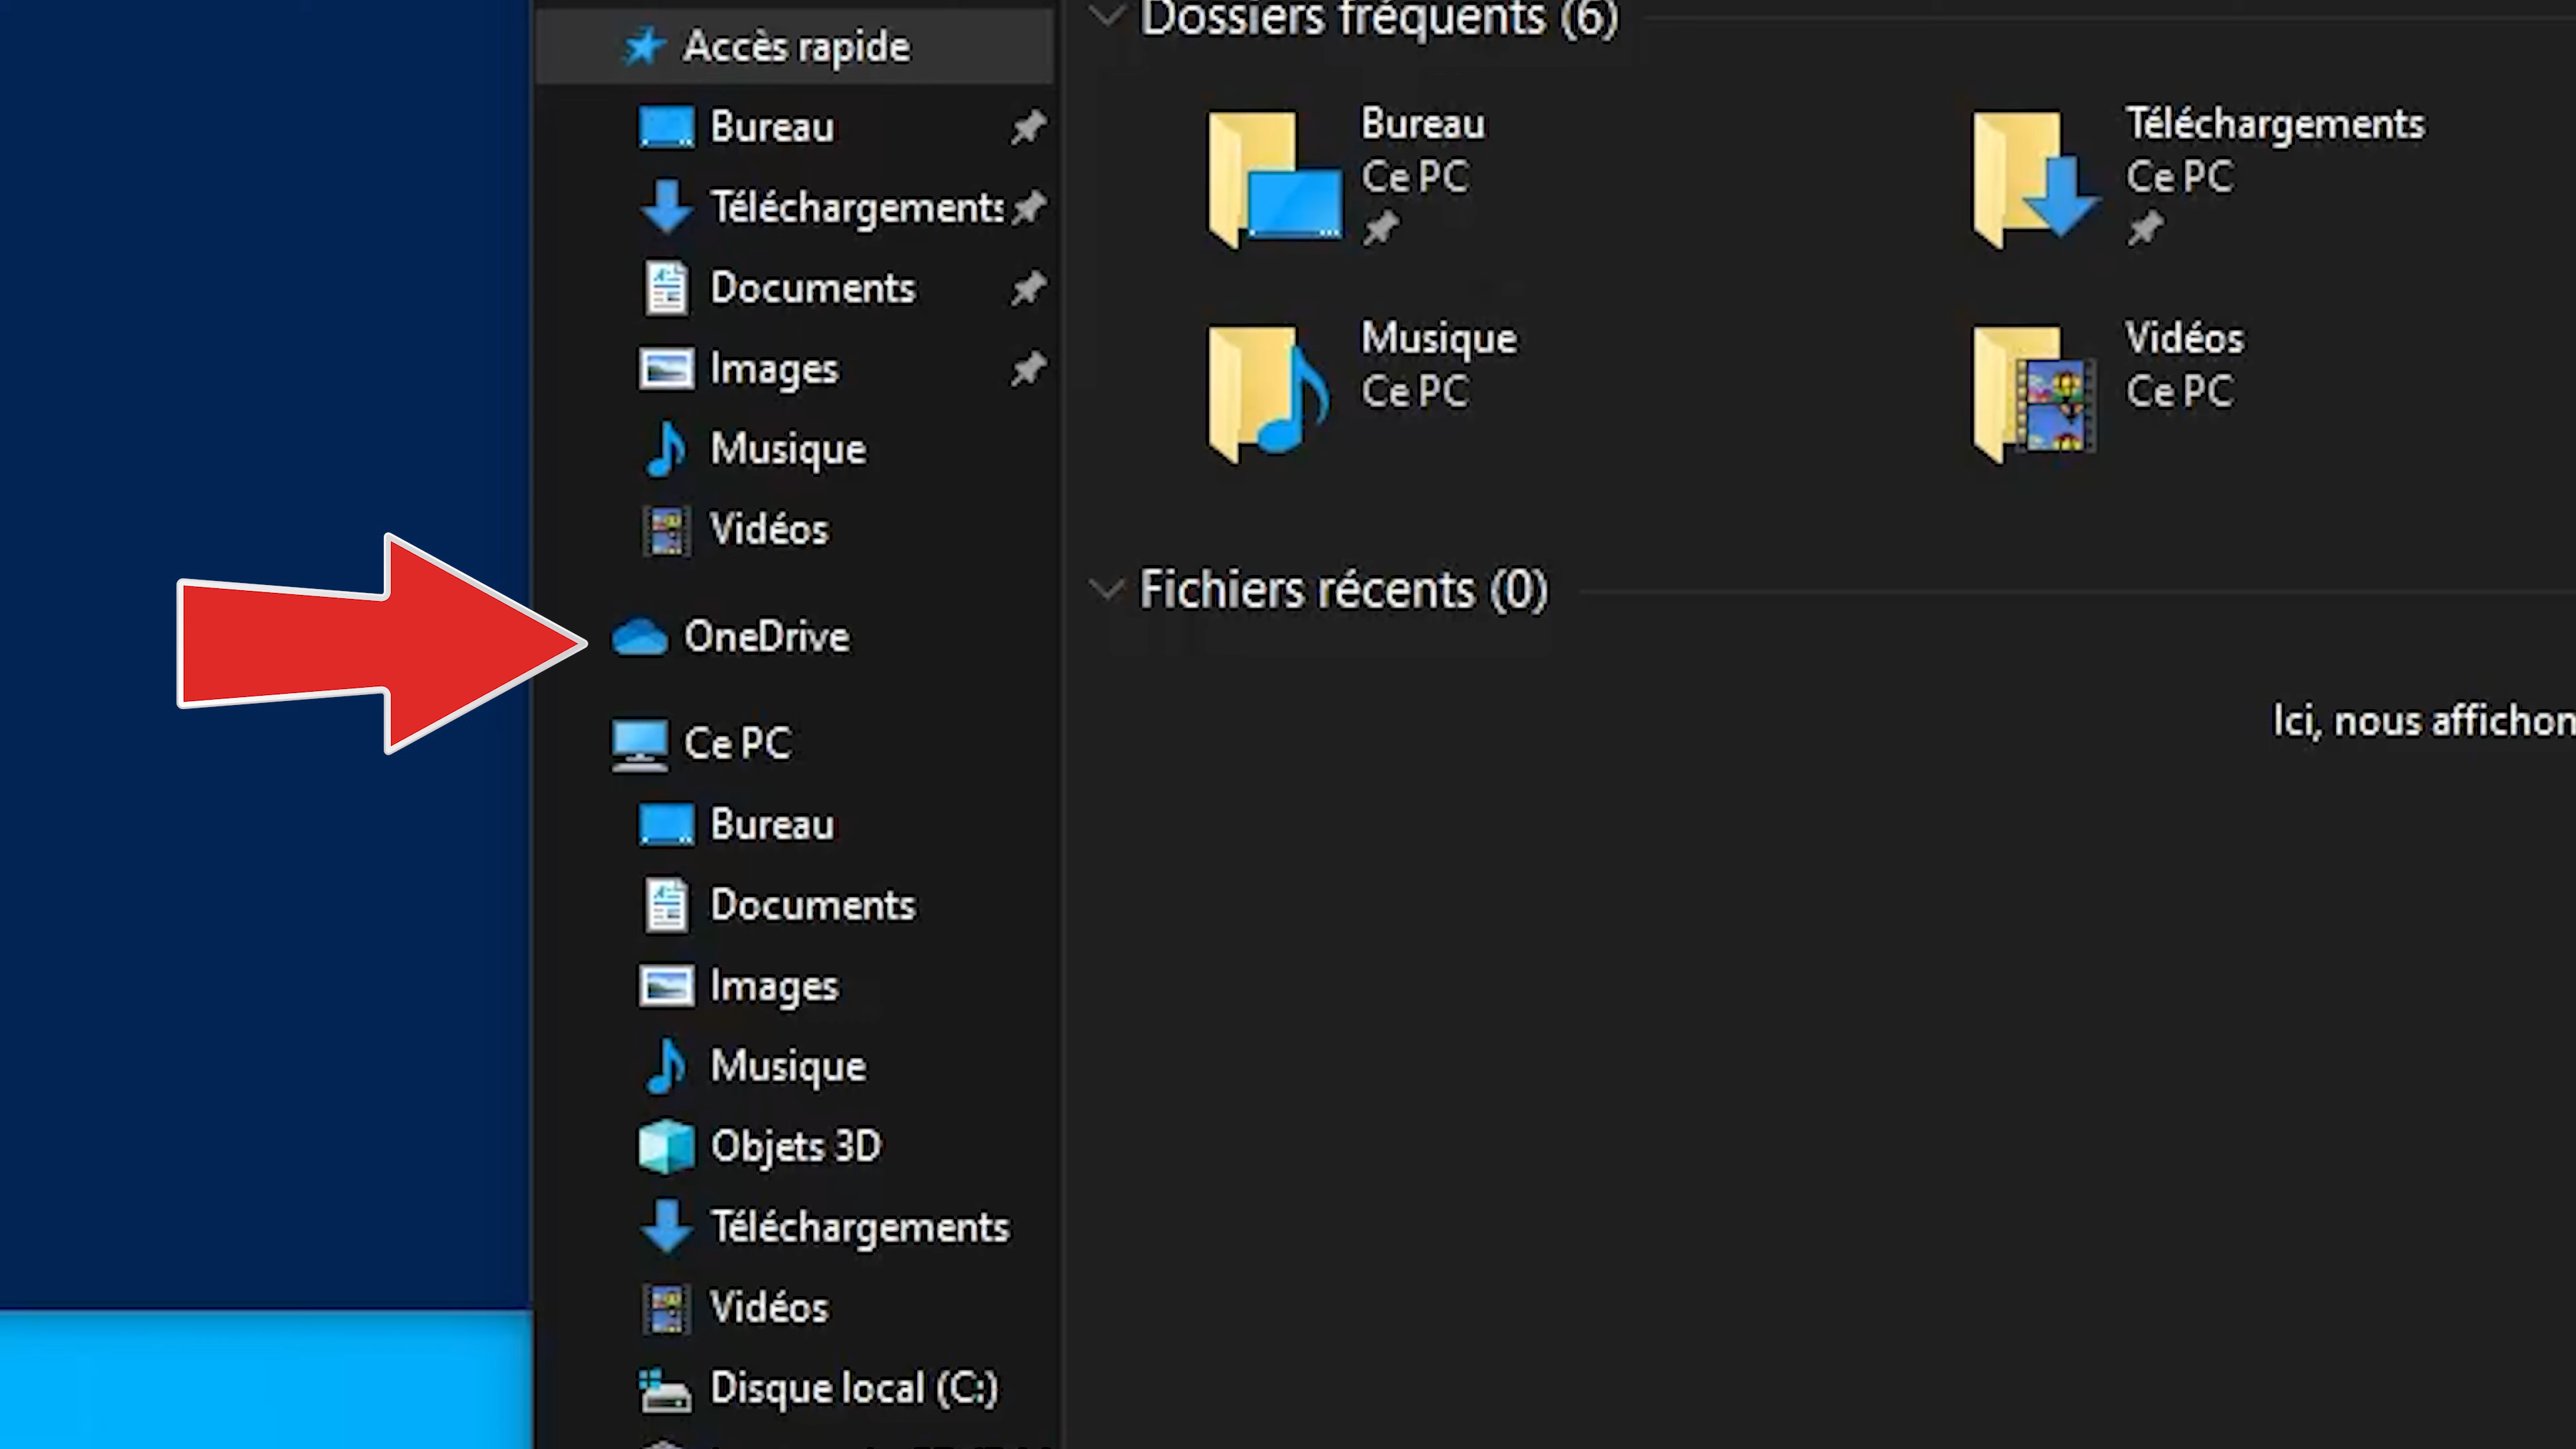 Accès rapide
Bureau
Téléchargements
Documents
Images
Musique
Vidéos
OneDrive
Ce PC
Bureau
Documents
Images
Musique
Objets 3D
Téléchargements
Vidéos
Disque local (C:)
Dossiers fréquents (6)
Bureau
Ce PC
Téléchargements
Ce PC
Musique
Ce PC
Vidéos
Ce PC
Fichiers récents (0)
Ici, nous affichon